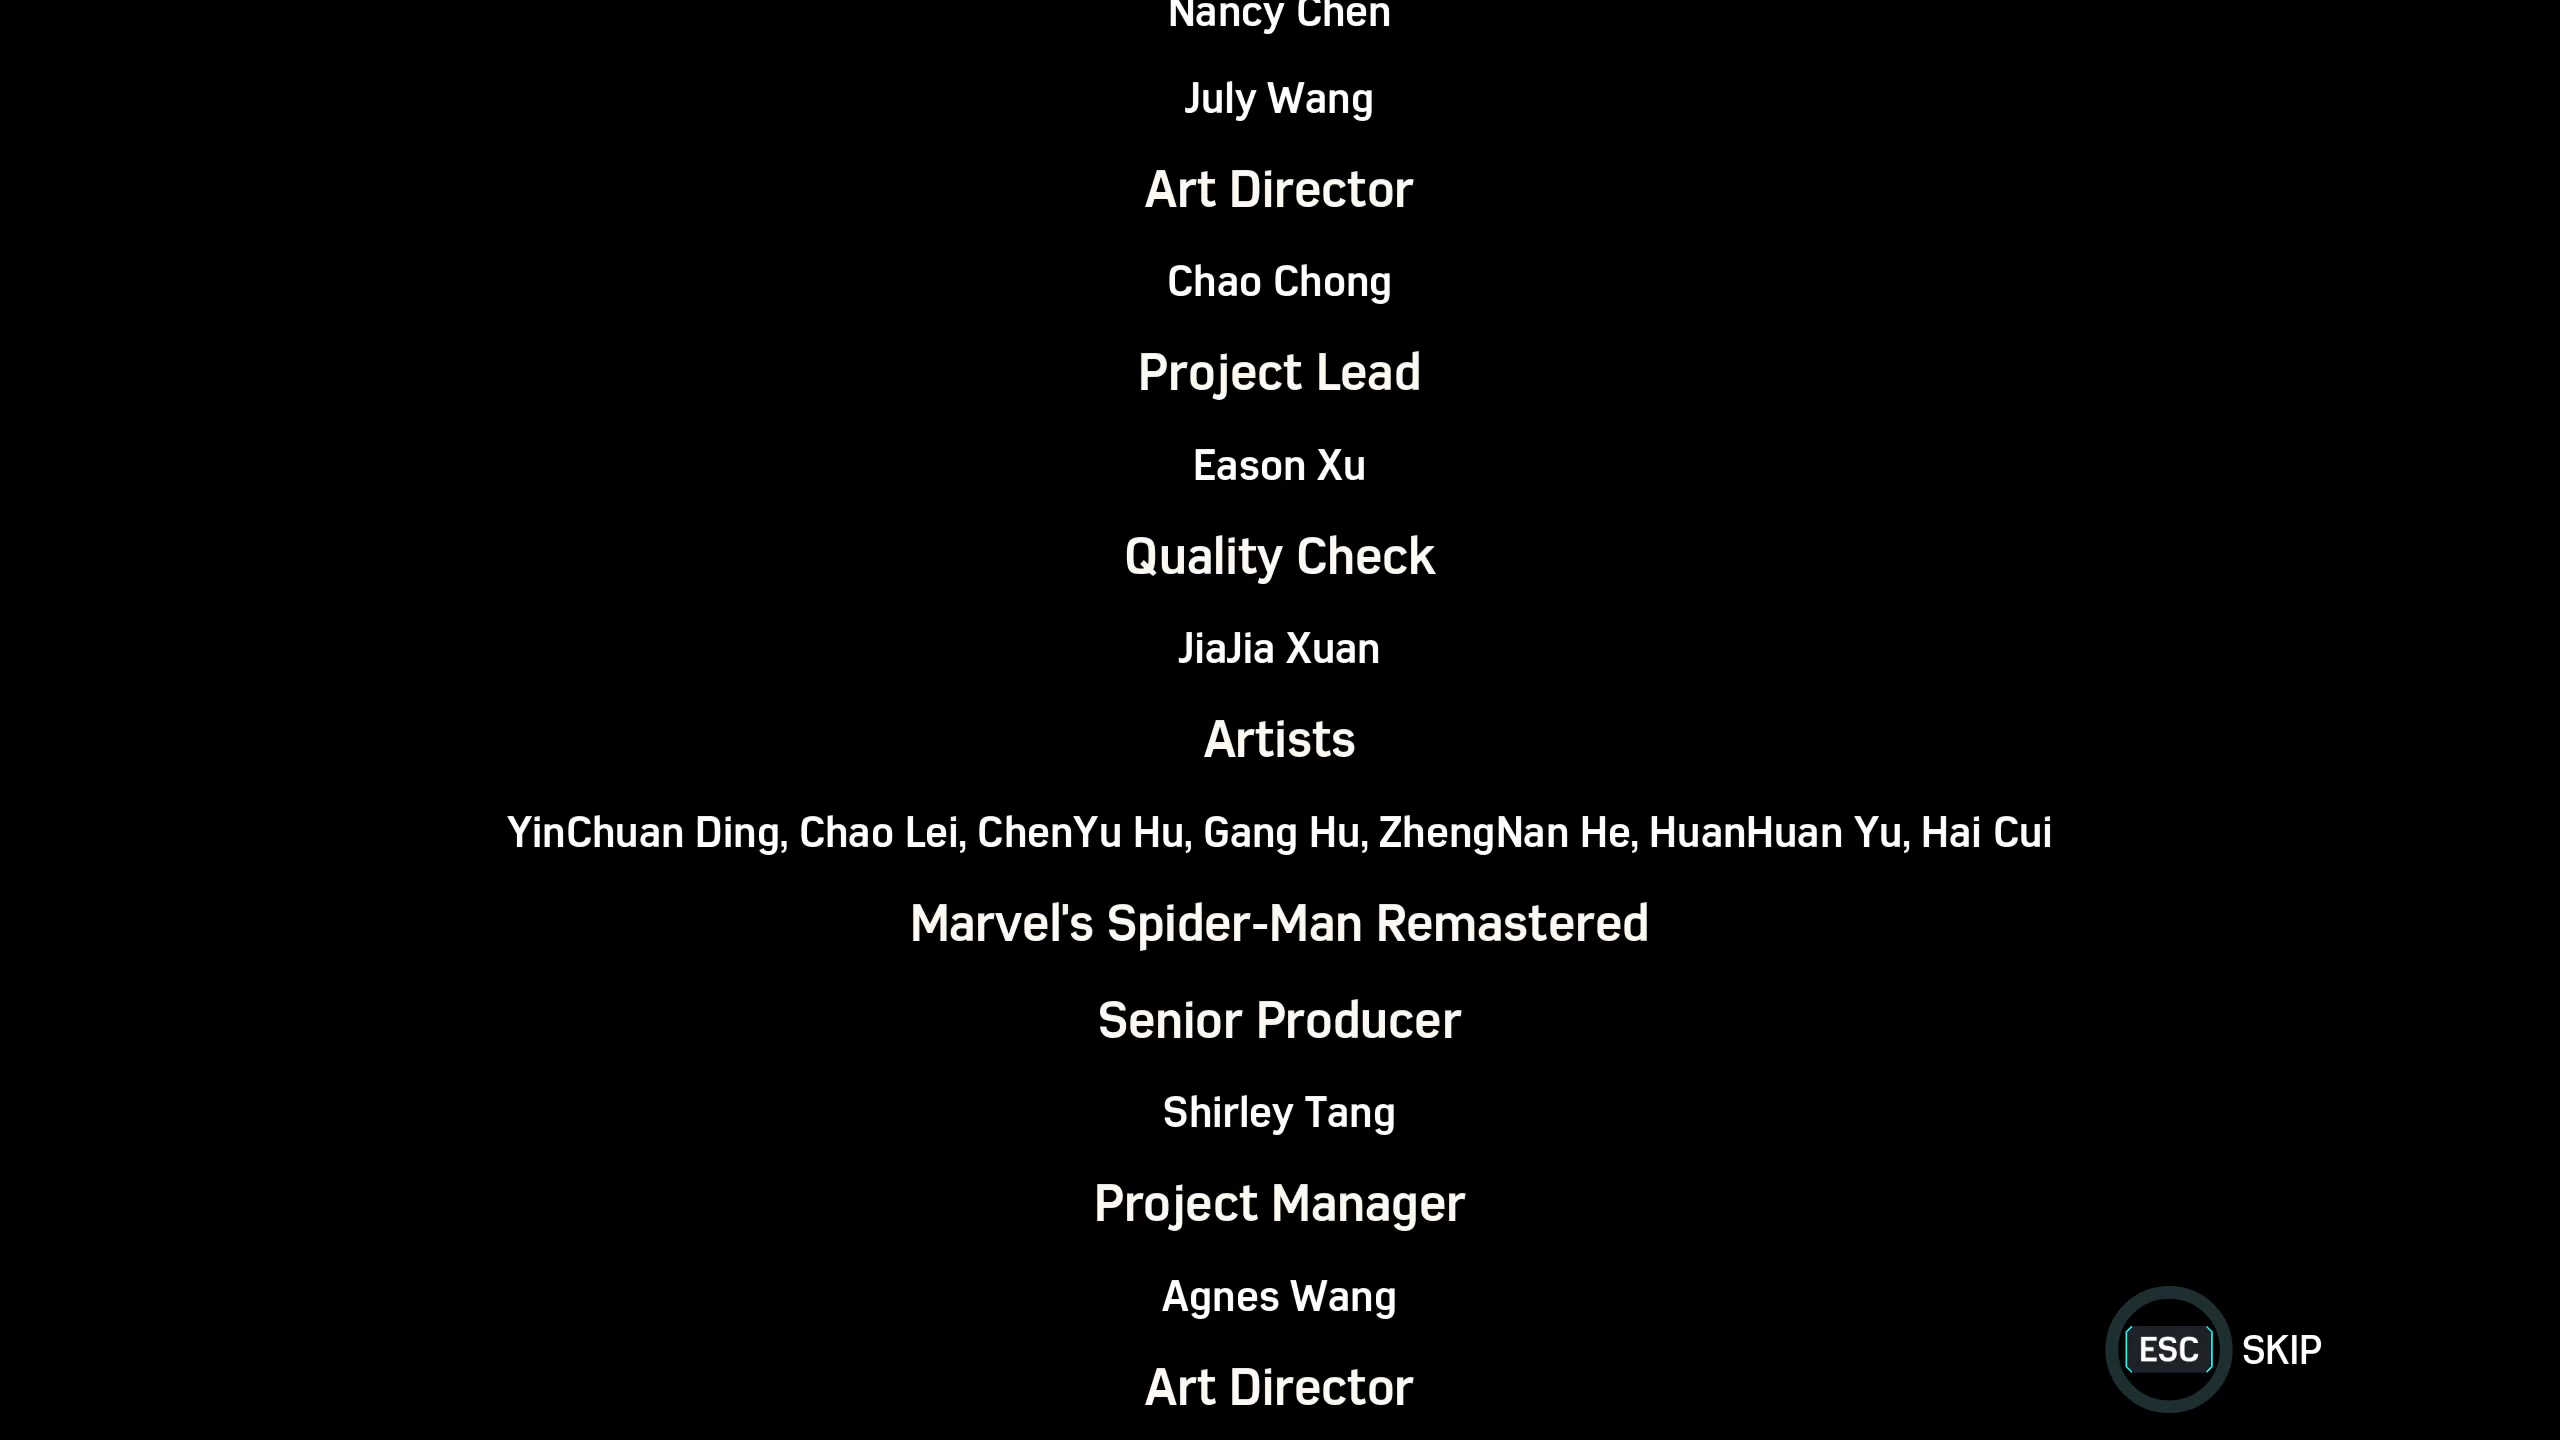 Nancy Chen
July Wang
Art Director
Chao Chong
Project Lead
Eason Xu
Quality Check
JiaJia Xuan
Artists
YinChuan Ding, Chao Lei, ChenYu Hu, Gang Hu, ZhengNan He, HuanHuan Yu, Hai Cui
Marvel's Spider-Man Remastered
Senior Producer
Shirley Tang
Project Manager
Agnes Wang
Art Director
ESC SKIP